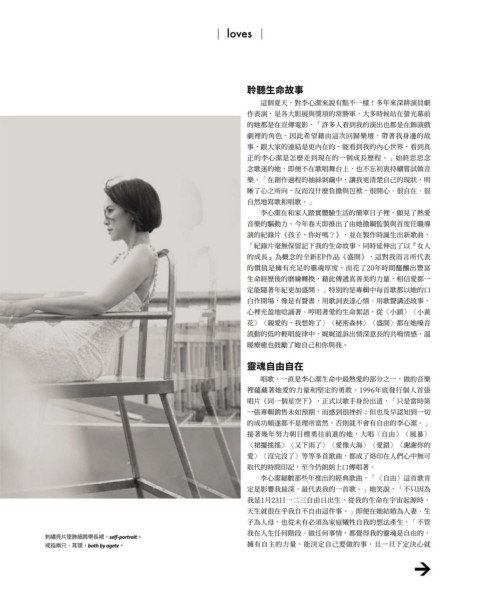 | loves |
聆聽生命故事
這個夏天，對李心潔來說有點不一樣！多年來深耕演員創
作表演，是各大影展與獎項的常勝軍，大多時候站在螢光幕前
的她都是在宣傳電影，「許多人看到我的演出也都是在飾演戲
劇裡的角色，因此希望藉由這次回歸樂壇，帶著我身邊的故
事，跟大家的連結是更內在的，能看到我的內心世界，看到真
正的李心潔是怎麼走到現在的一個成長歷程。」始終思思念
念歌迷的她，即便不在歌唱舞台上，也不忘初衷持續嘗試做音
樂，「在創作過程的抽絲剝繭中，讓我更清楚自己的現狀，明
晰了心之所向，反而沒什麼負擔與包袱，很開心、很自在、很
自然地寫歌和唱歌。」
李心潔在和家人踏實體驗生活的簡單日子裡，顯見了熱愛
音樂的驅動力，今年春天即推出了由她擔綱監製與首度任職導
演的紀錄片《孩子，你好嗎？》，並在製作時誕生出新歌曲，
「紀錄片毫無保留記下我的生命故事，同時延伸出了以『女人
的成長』為概念的全新EP作品《盛開》，這對我而言所代表
的價值是擁有充足的靈魂厚度，而花了20年時間醞釀出豐富
生命經歷後的磨練轉換，藉此傳遞真善美的力量，相信愛都一
定能隨著年紀更加盛開。」特別的是專輯中每首歌都以她的口
白作開場，像是有聲書，用歌詞表達心情、用歌聲講述故事，
心裡充盈地唸誦著、哼唱著愛的生命絮語，從〈小鎮〉〈小黃
花〉〈親愛的，我想妳了〉〈秘密森林〉〈盛開〉都在她嗓音
流動的低吟輕唱旋律中，娓娓道訴出情深意長的共鳴情感，溫
暖療癒也鼓勵了她自己和你與我。
靈魂自由自在
唱歌，一直是李心潔生命中最熱愛的部分之一，做的音樂
裡蘊藏著她愛的力量和堅定的勇敢。1996年底發行個人首張
唱片《同一個星空下》，正式以歌手身份出道，「只是當時第
一張專輯銷售未如預期，而感到很挫折；但也及早認知到一切
的成功順遂都不是理所當然，否則就不會有自由的李心潔。」
接著幾年努力朝目標勇往前進的她，大唱〈自由〉〈風暴〉
〈裙擺搖搖〉〈又下雨了〉〈愛像大海〉〈愛錯〉〈謝謝你的
愛〉〈沒完沒了〉等等多首歌曲，都成了烙印在人們心中無可
取代的時間印記，至今仍朗朗上口傳唱著。
李心潔細數那些年推出的經典歌曲，「〈自由〉這首歌肯
定是影響我最深、最代表我的一首歌。」她笑說，「不只因為
我是1月23日一二三自由日出生，從我的生命在宇宙起源時，
天生就很在乎我自不自由這件事。」即便在她結婚為人妻、生
子為人母，也從未有必須為家庭犧牲自我的想法產生，「不管
我在人生任何階段、做任何事情，都覺得我的靈魂是自由的，
擁有自主的力量、能決定自己要做的事，且一旦下定決心就
刺繡亮片墜飾細肩帶長裙，self-portrait。
戒指兩只、耳環，both by agete。